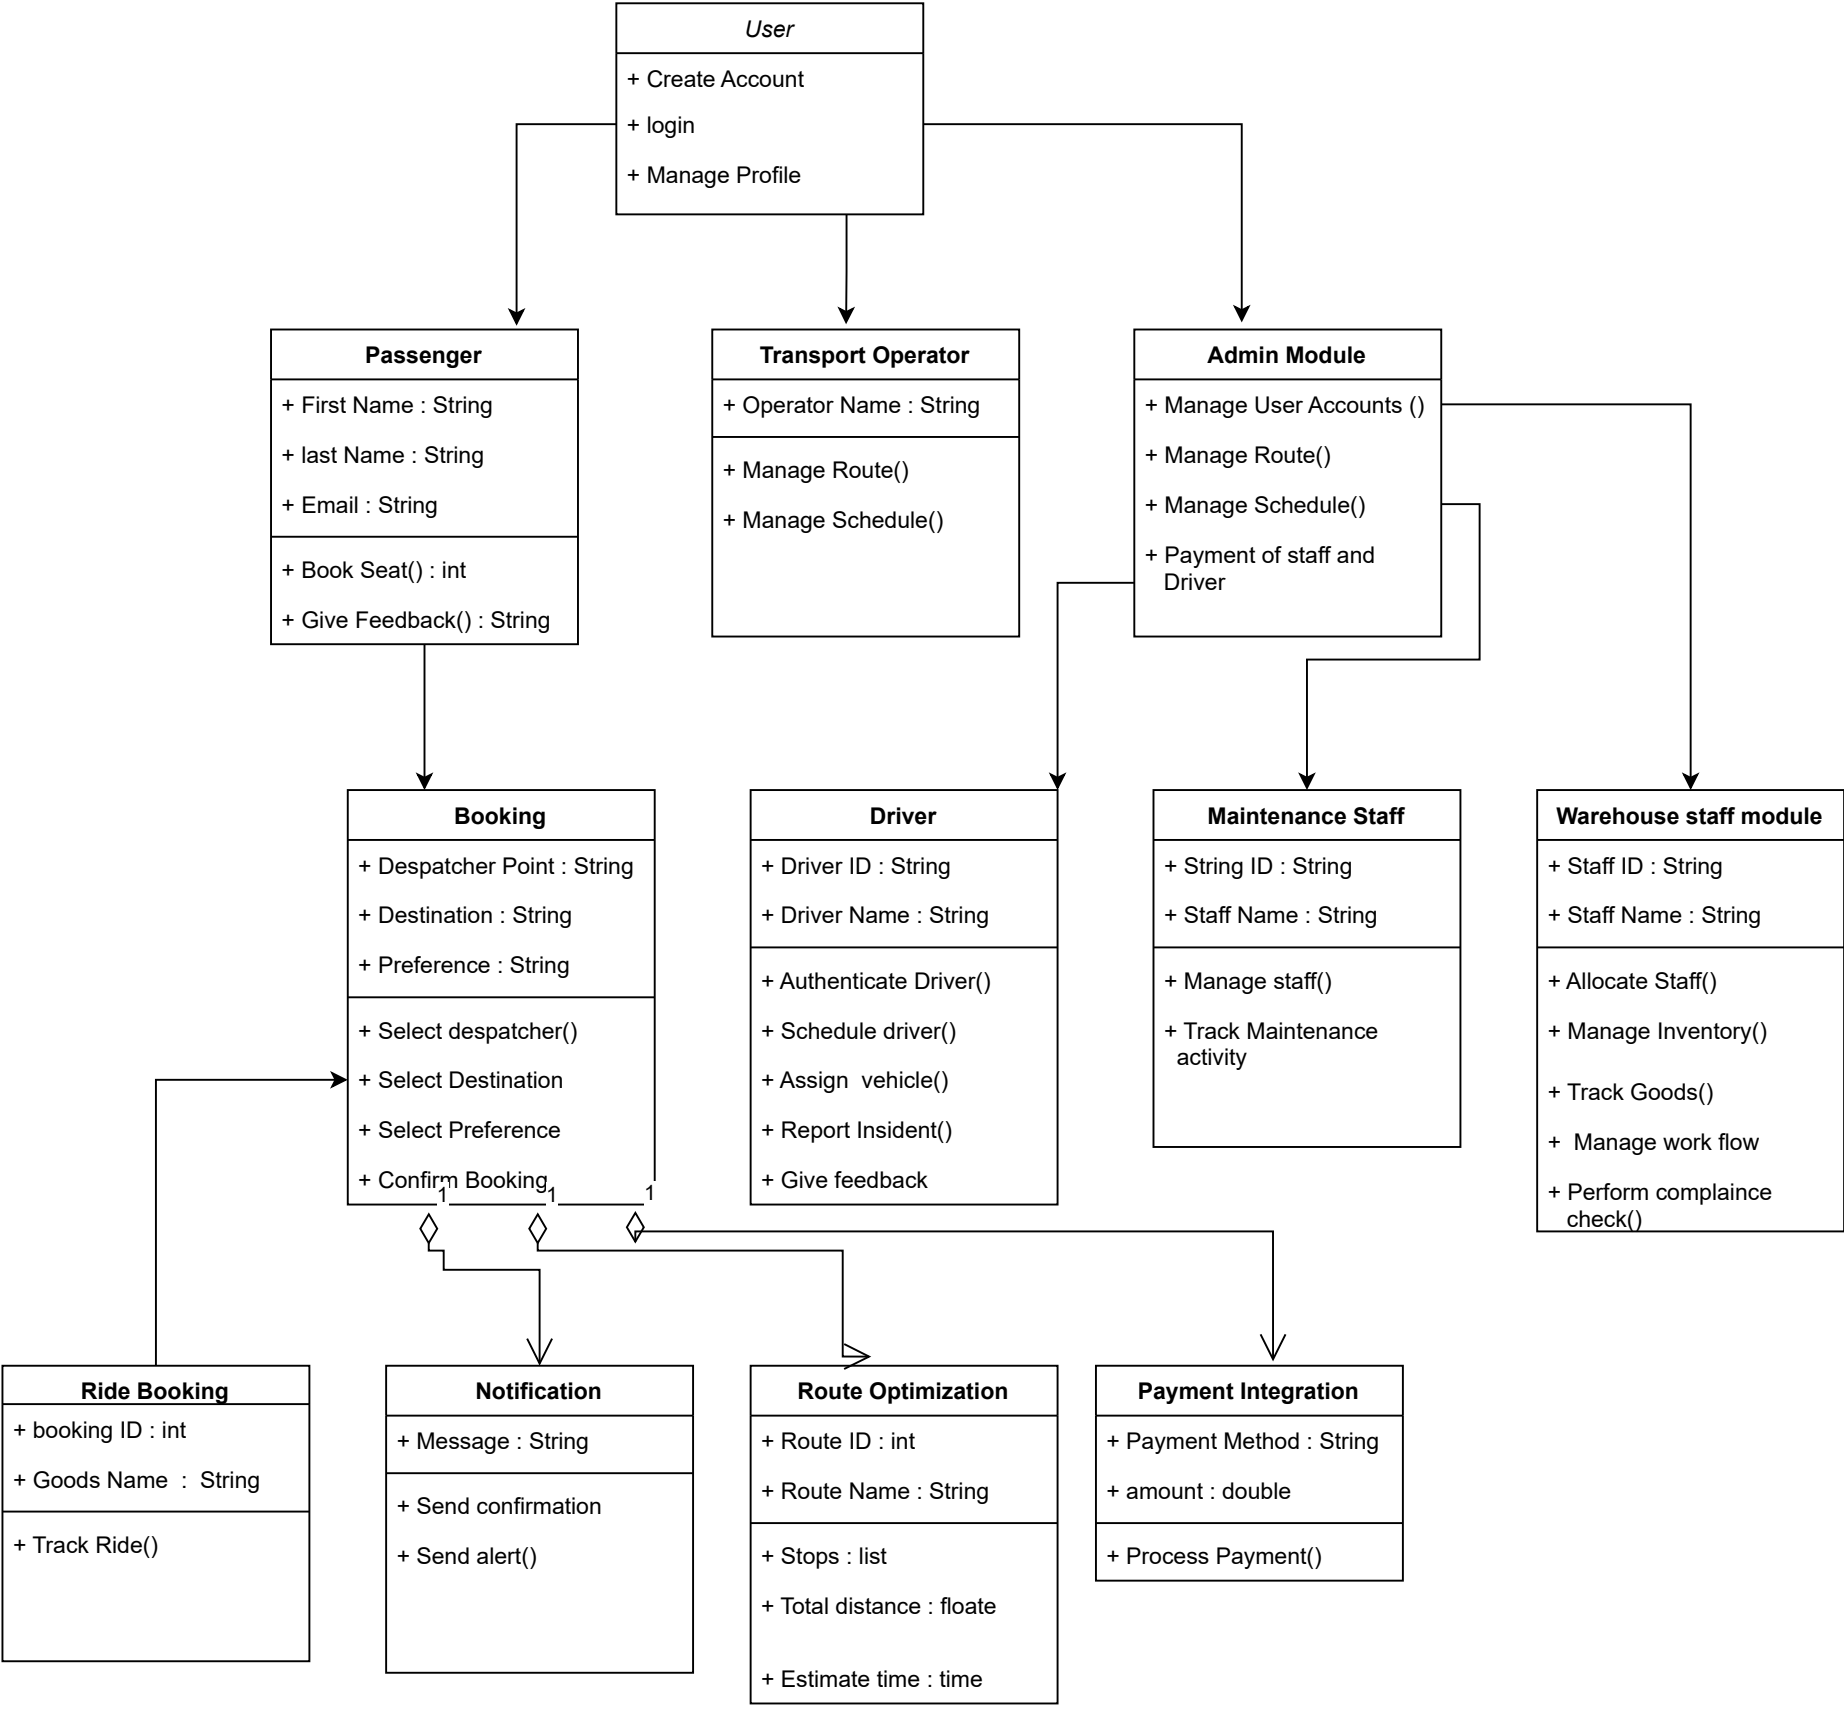 User
+ Create Account
+ login
+ Manage Profile
Passenger
+ First Name : String
+ last Name : String
+ Email : String
+ Book Seat() : int
+ Give Feedback() : String
Transport Operator
+ Operator Name : String
+ Manage Route()
+ Manage Schedule()
Admin Module
+ Manage User Accounts ()
+ Manage Route()
+ Manage Schedule()
+ Payment of staff and
Driver
Booking
+ Despatcher Point : String
+ Destination : String
+ Preference : String
+ Select despatcher()
+ Select Destination
+ Select Preference
+ Confirm Booking
1
1
1
Driver
+ Driver ID : String
+ Driver Name : String
+ Authenticate Driver()
+ Schedule driver()
+ Assign  vehicle()
+ Report Insident()
+ Give feedback
Maintenance Staff
+ String ID : String
+ Staff Name : String
+ Manage staff()
+ Track Maintenance
activity
Warehouse staff module
+ Staff ID : String
+ Staff Name : String
+ Allocate Staff()
+ Manage Inventory()
+ Track Goods()
+  Manage work flow
+ Perform complaince
check()
Ride Booking
+ booking ID : int
+ Goods Name  :  String
+ Track Ride()
Notification
+ Message : String
+ Send confirmation
+ Send alert()
Route Optimization
+ Route ID : int
+ Route Name : String
+ Stops : list
+ Total distance : floate
+ Estimate time : time
Payment Integration
+ Payment Method : String
+ amount : double
+ Process Payment()